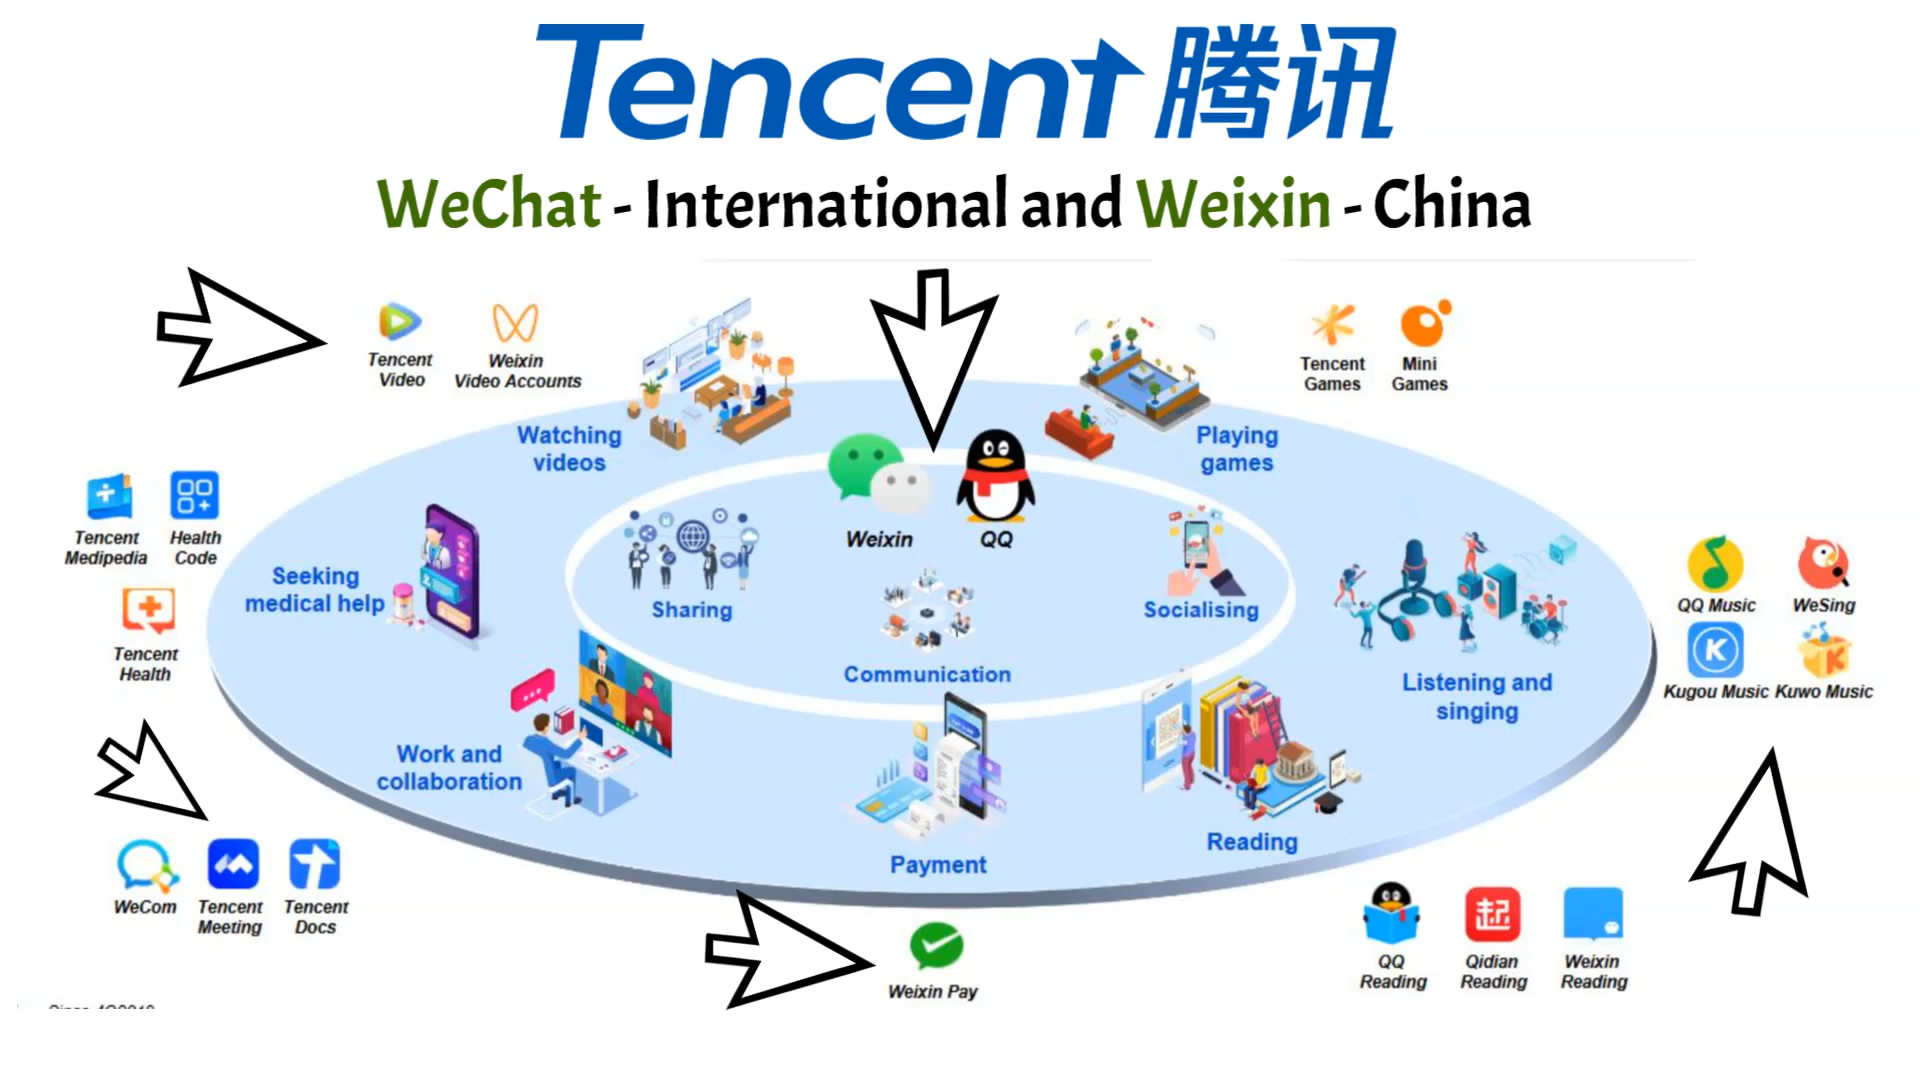 Tencent 腾讯
WeChat - International and Weixin - China
Tencent
Video
Weixin
Video Accounts
Tencent
Games
Mini
Games
Watching
videos
Playing
games
Tencent
Medipedia
Health
Code
Tencent
Health
Seeking
medical help
Weixin
QQ
Sharing
Socialising
Communication
Listening and
singing
QQ Music
WeSing
Kugou Music
Kuwo Music
Work and
collaboration
Payment
Reading
WeCom
Tencent
Meeting
Tencent
Docs
Weixin Pay
QQ
Reading
起
Qidian
Reading
Weixin
Reading